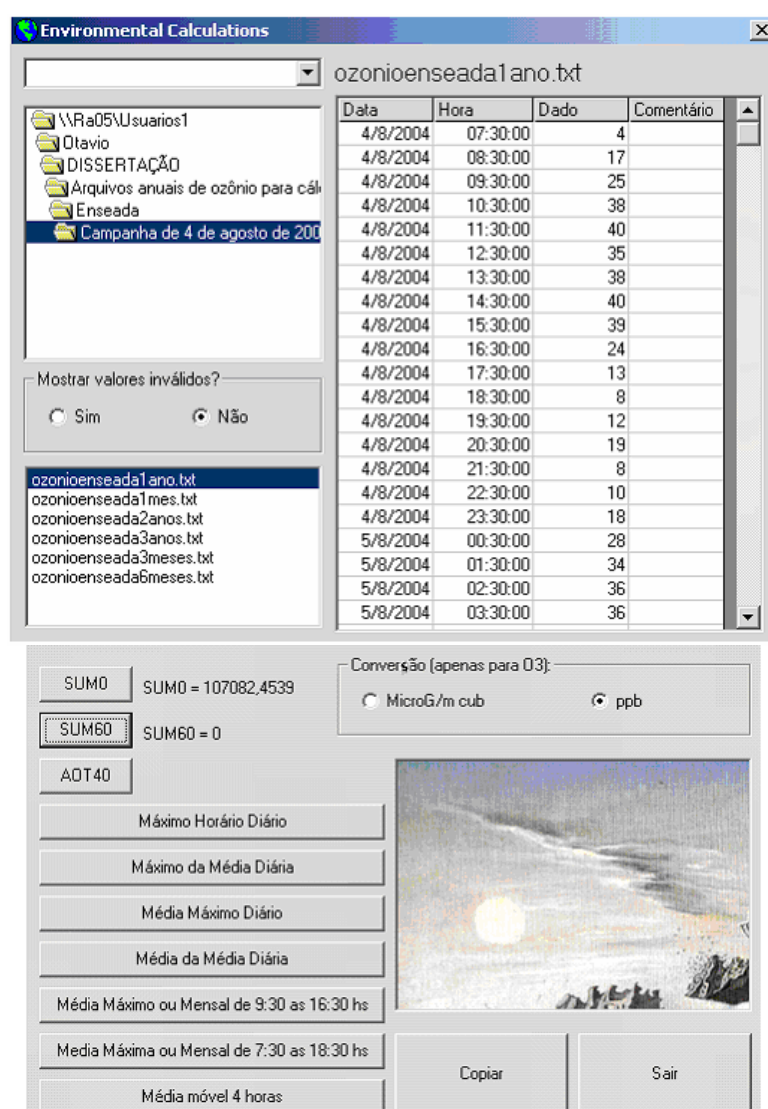 Environmental Calculations
ozonioenseada1ano.txt
\\Ra05\Usuarios1
Otavio
DISSERTAÇÃO
Arquivos anuais de ozônio para cál
Enseada
Campanha de 4 de agosto de 200
Mostrar valores inválidos?
Sim Não
ozonioenseada1ano.txt
ozonioenseada1mes.txt
ozonioenseada2anos.txt
ozonioenseada3anos.txt
ozonioenseada3meses.txt
ozonioenseada6meses.txt
Data Hora Dado Comentário
4/8/2004 07:30:00 4
4/8/2004 08:30:00 17
4/8/2004 09:30:00 25
4/8/2004 10:30:00 38
4/8/2004 11:30:00 40
4/8/2004 12:30:00 35
4/8/2004 13:30:00 38
4/8/2004 14:30:00 40
4/8/2004 15:30:00 39
4/8/2004 16:30:00 24
4/8/2004 17:30:00 13
4/8/2004 18:30:00 8
4/8/2004 19:30:00 12
4/8/2004 20:30:00 19
4/8/2004 21:30:00 8
4/8/2004 22:30:00 10
4/8/2004 23:30:00 18
5/8/2004 00:30:00 28
5/8/2004 01:30:00 34
5/8/2004 02:30:00 36
5/8/2004 03:30:00 36
SUM0 SUM0 = 107082,4539
SUM60 SUM60 = 0
AOT40
Conversão (apenas para O3):
MicroG/m cub ppb
Máximo Horário Diário
Máximo da Média Diária
Média Máximo Diário
Média da Média Diária
Média Máximo ou Mensal de 9:30 as 16:30 hs
Media Máxima ou Mensal de 7:30 as 18:30 hs
Média móvel 4 horas
Copiar Sair